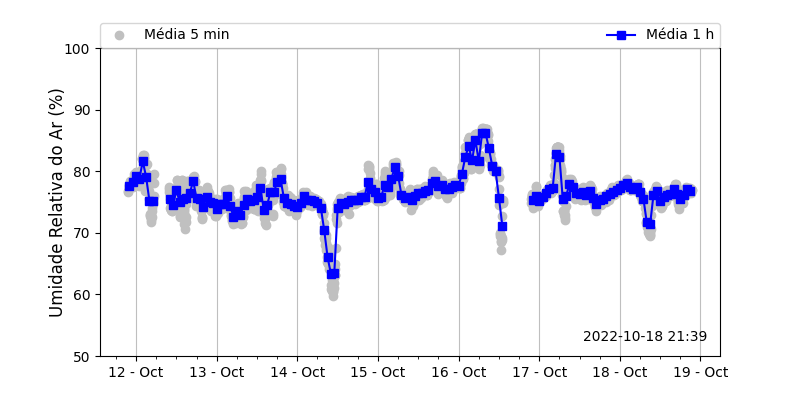 Média 5 min
Média 1 h
Umidade Relativa do Ar (%)
100
90
80
70
60
50
2022-10-18 21:39
12 - Oct
13 - Oct
14 - Oct
15 - Oct
16 - Oct
17 - Oct
18 - Oct
19 - Oct